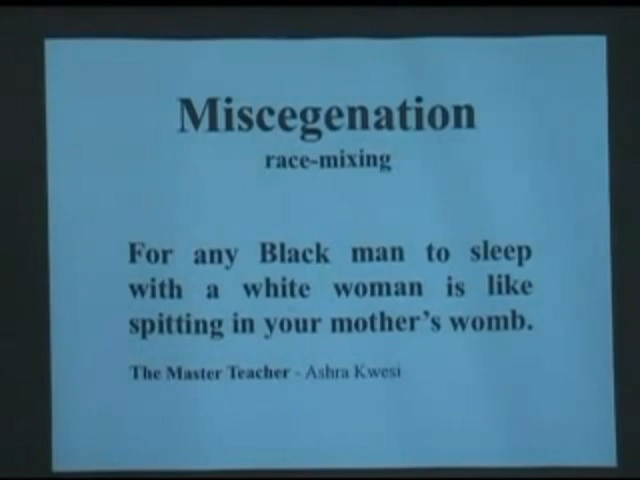 Miscegenation
race-mixing
For any Black man to sleep
with a white woman is like
spitting in your mother's womb.
The Master Teacher - Ashra Kwesi